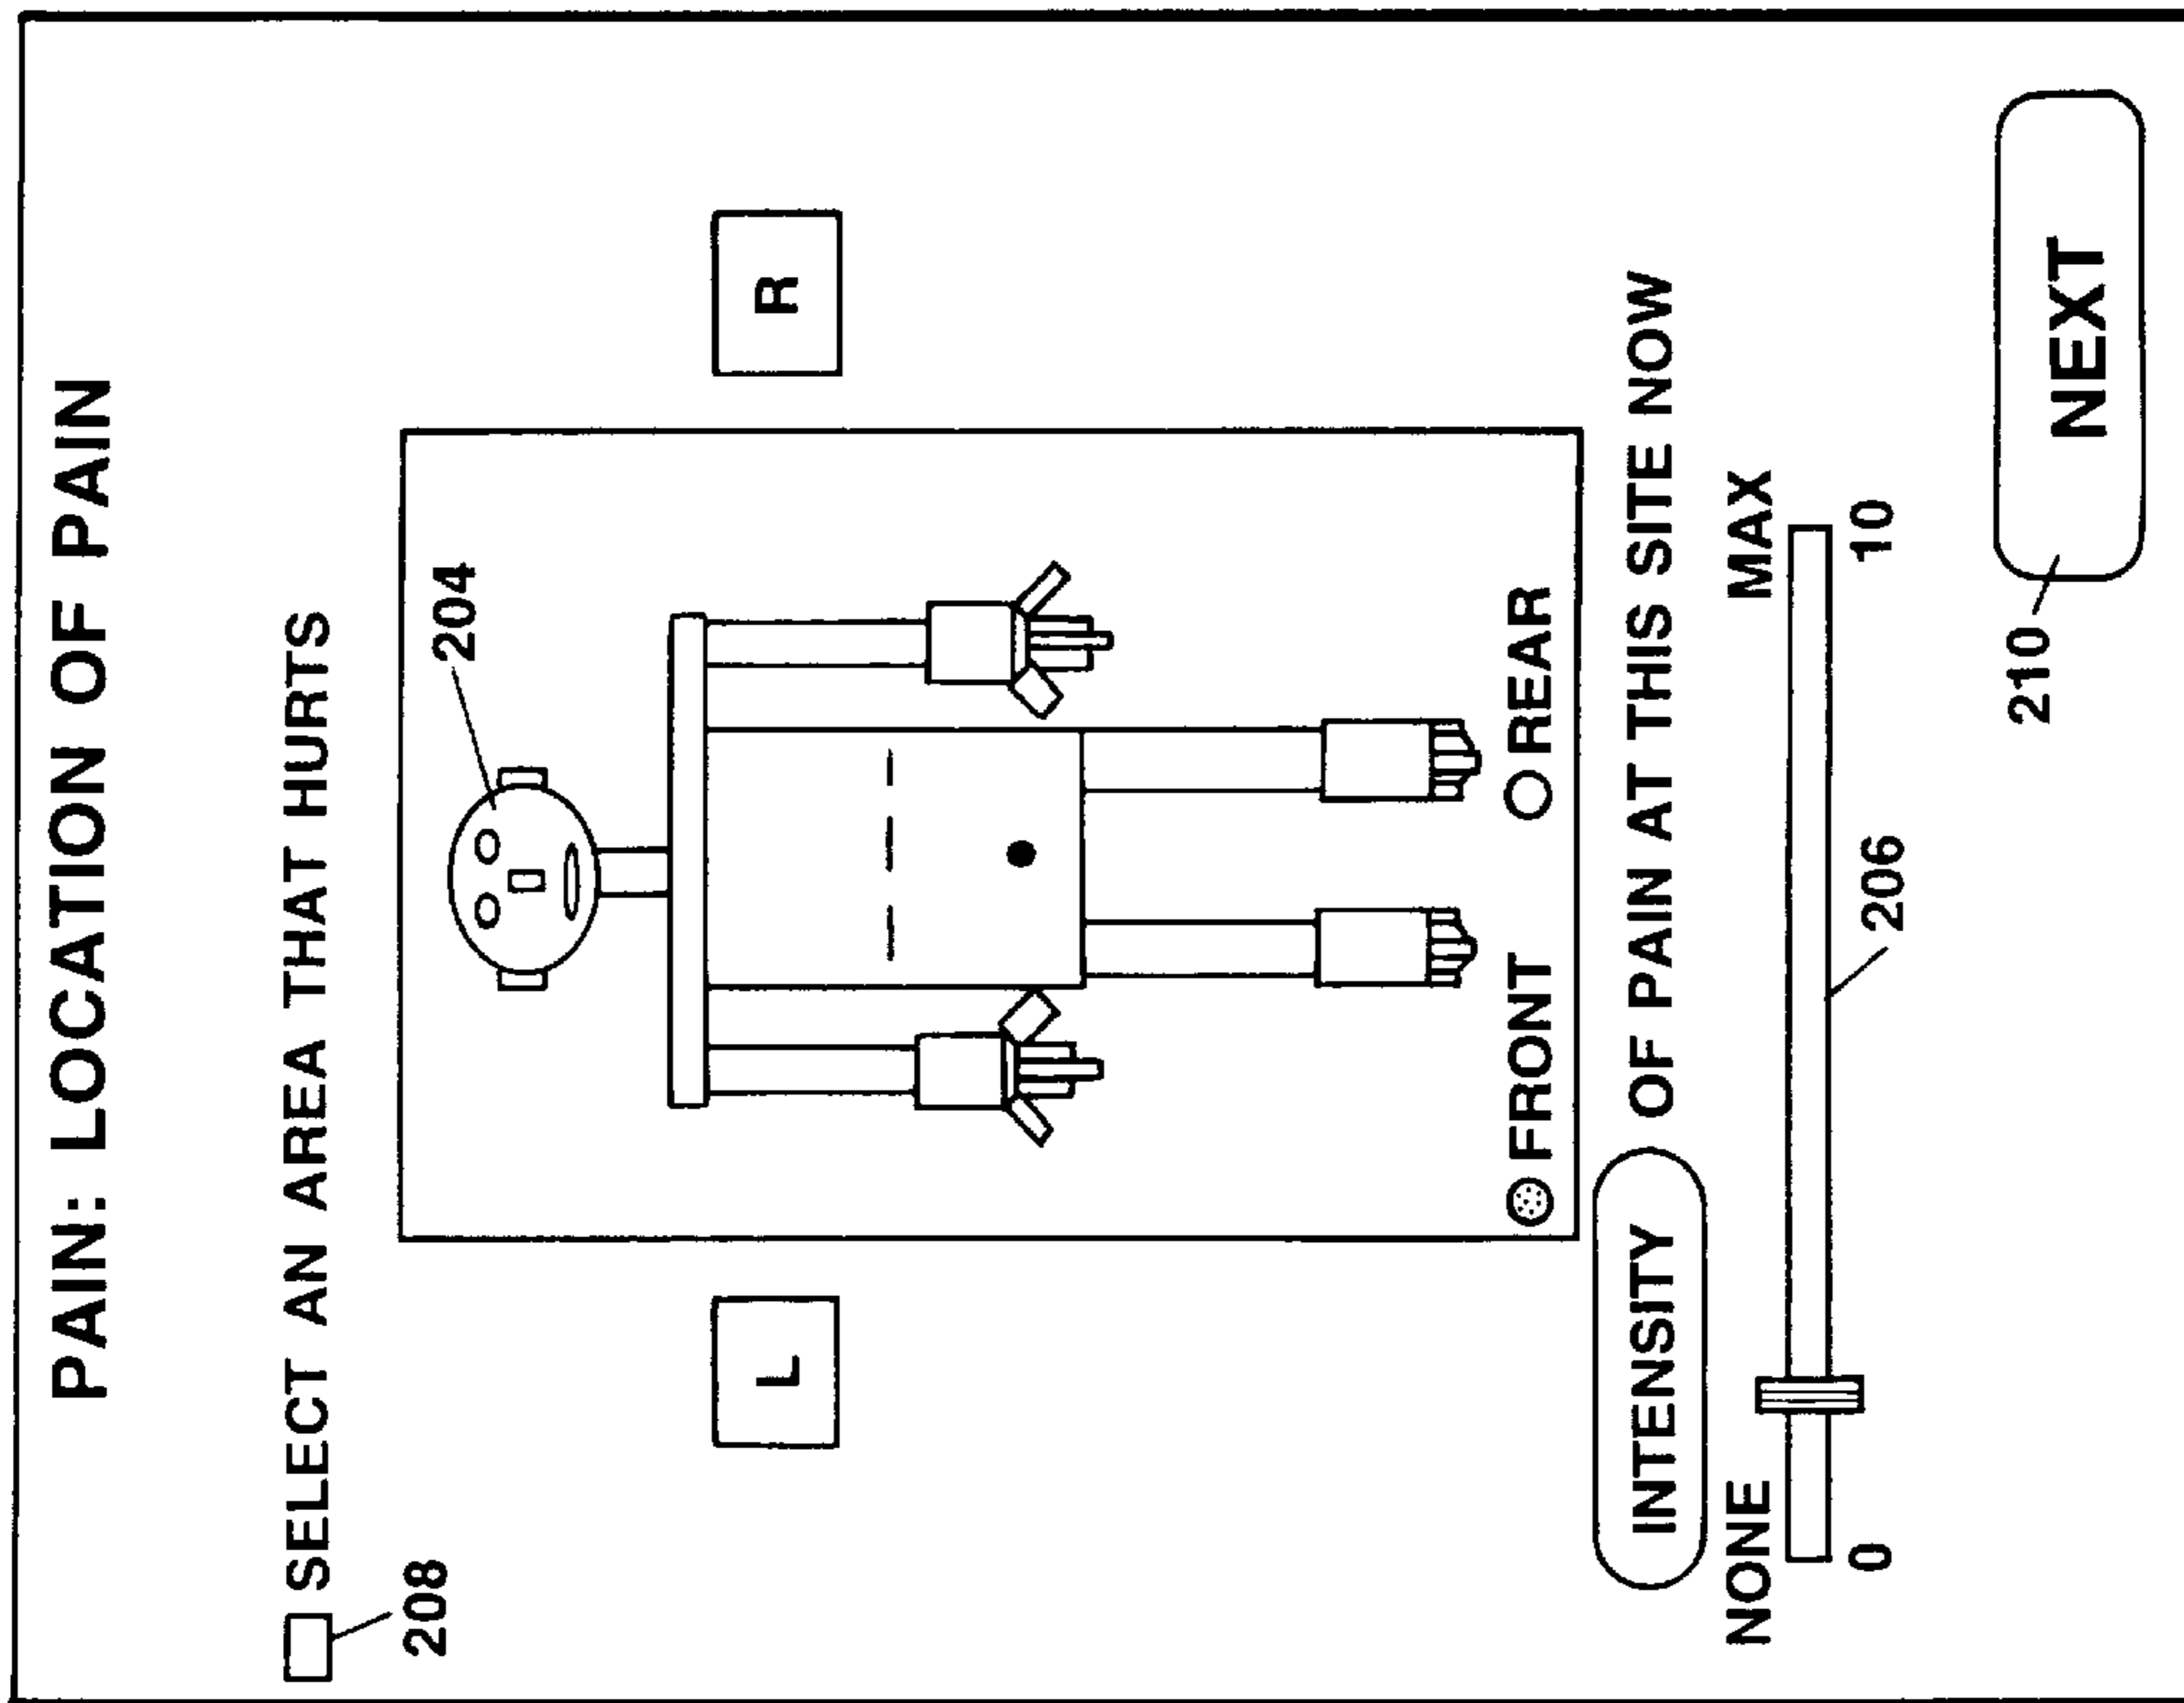 PAIN: LOCATION OF PAIN
SELECT AN AREA THAT HURTS
208
204
L
R
FRONT REAR
INTENSITY OF PAIN AT THIS SITE NOW
NONE MAX
0 10
206
210
NEXT